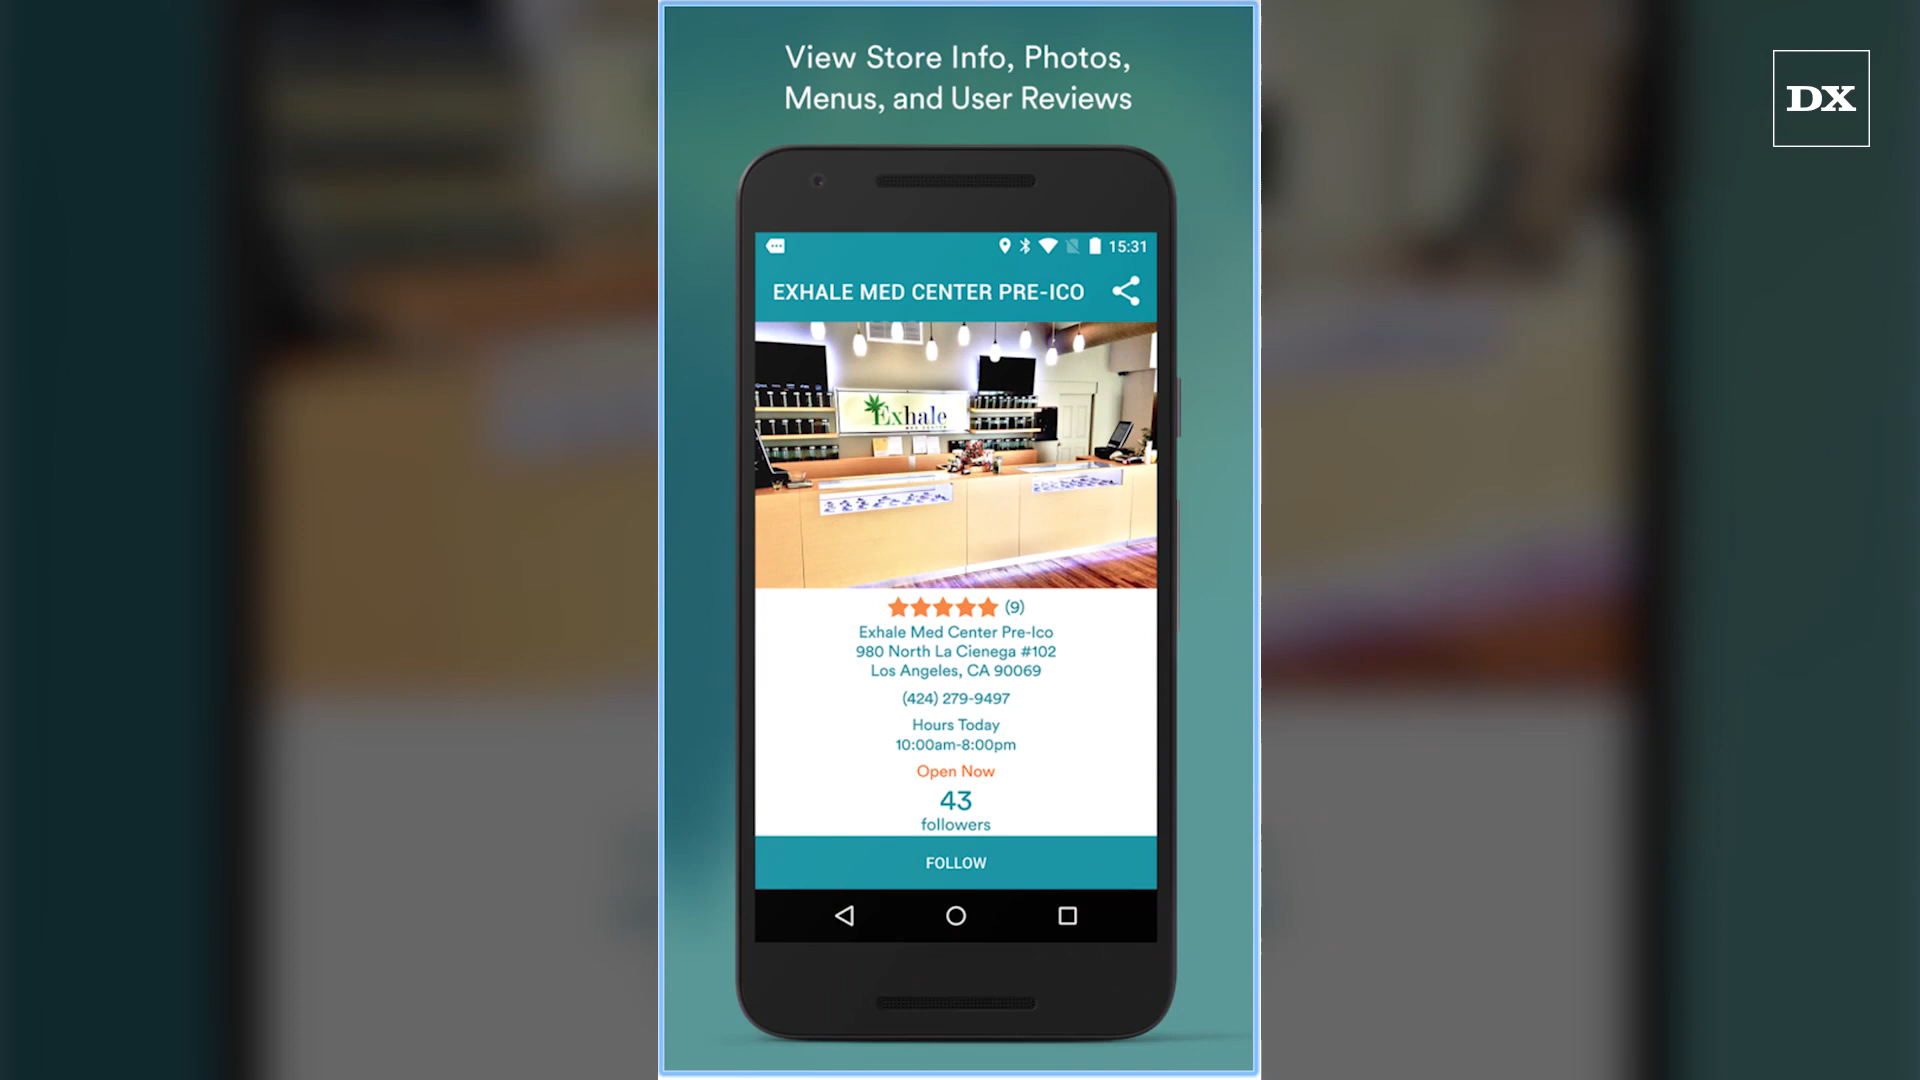 View Store Info, Photos,
Menus, and User Reviews
DX
15:31
EXHALE MED CENTER PRE-ICO
Exhale
MED CENTER
(9)
Exhale Med Center Pre-Ico
980 North La Cienega #102
Los Angeles, CA 90069
(424) 279-9497
Hours Today
10:00am-8:00pm
Open Now
43
followers
FOLLOW